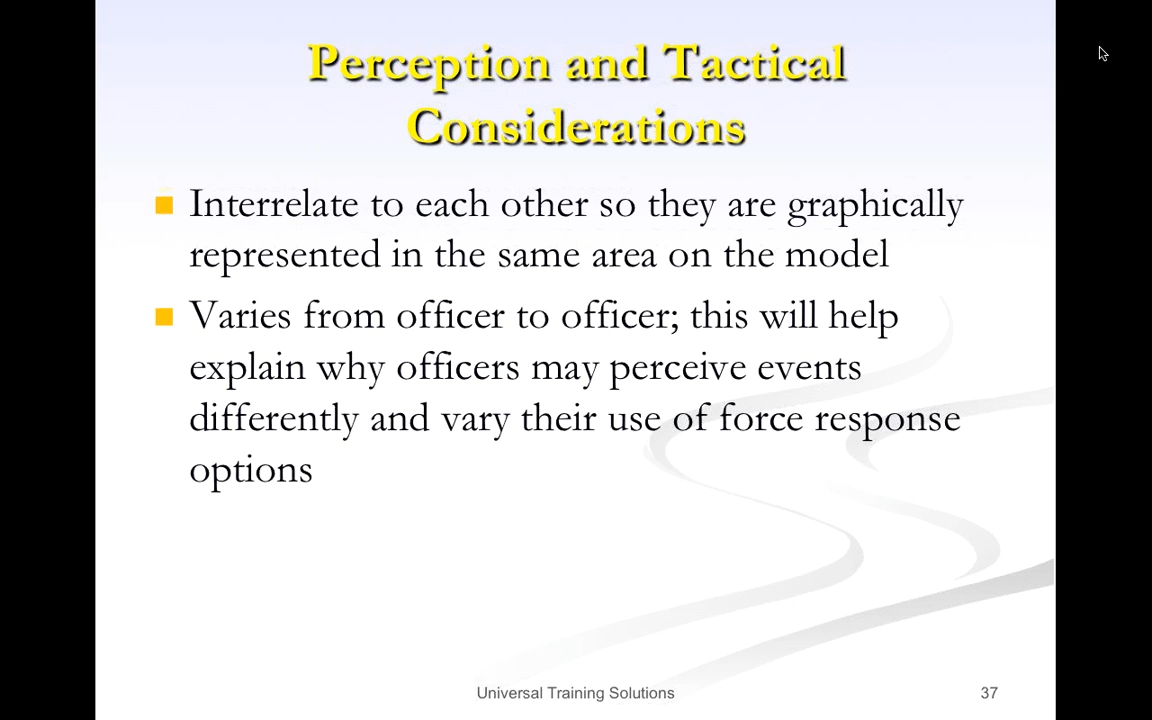 Perception and Tactical
Considerations
Interrelate to each other so they are graphically
represented in the same area on the model
Varies from officer to officer; this will help
explain why officers may perceive events
differently and vary their use of force response
options
Universal Training Solutions
37